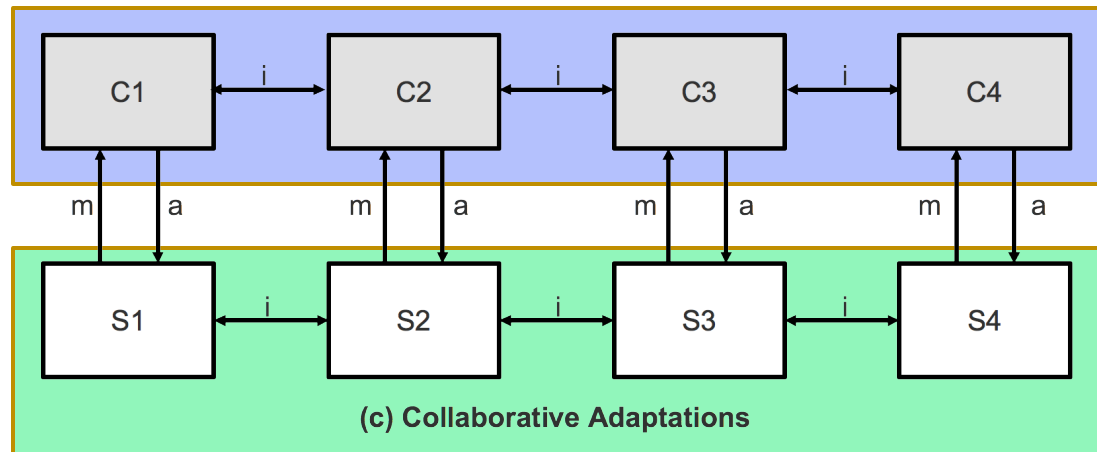 i i i
C1 C2 C3 C4
m a m a m a m a
i i i
S1 S2 S3 S4
(c) Collaborative Adaptations